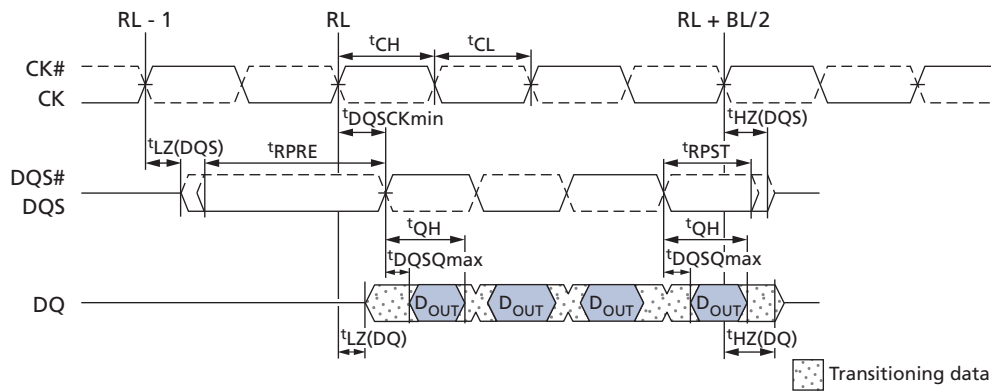 RL - 1 RL RL + BL/2
tCH tCL
CK#
CK
tDQSCKmin tHZ(DQS)
tLZ(DQS) tRPRE tRPST
DQS#
DQS
tQH tQH
tDQSQmax tDQSQmax
DQ DOUT DOUT DOUT DOUT
tLZ(DQ) tHZ(DQ)
Transitioning data